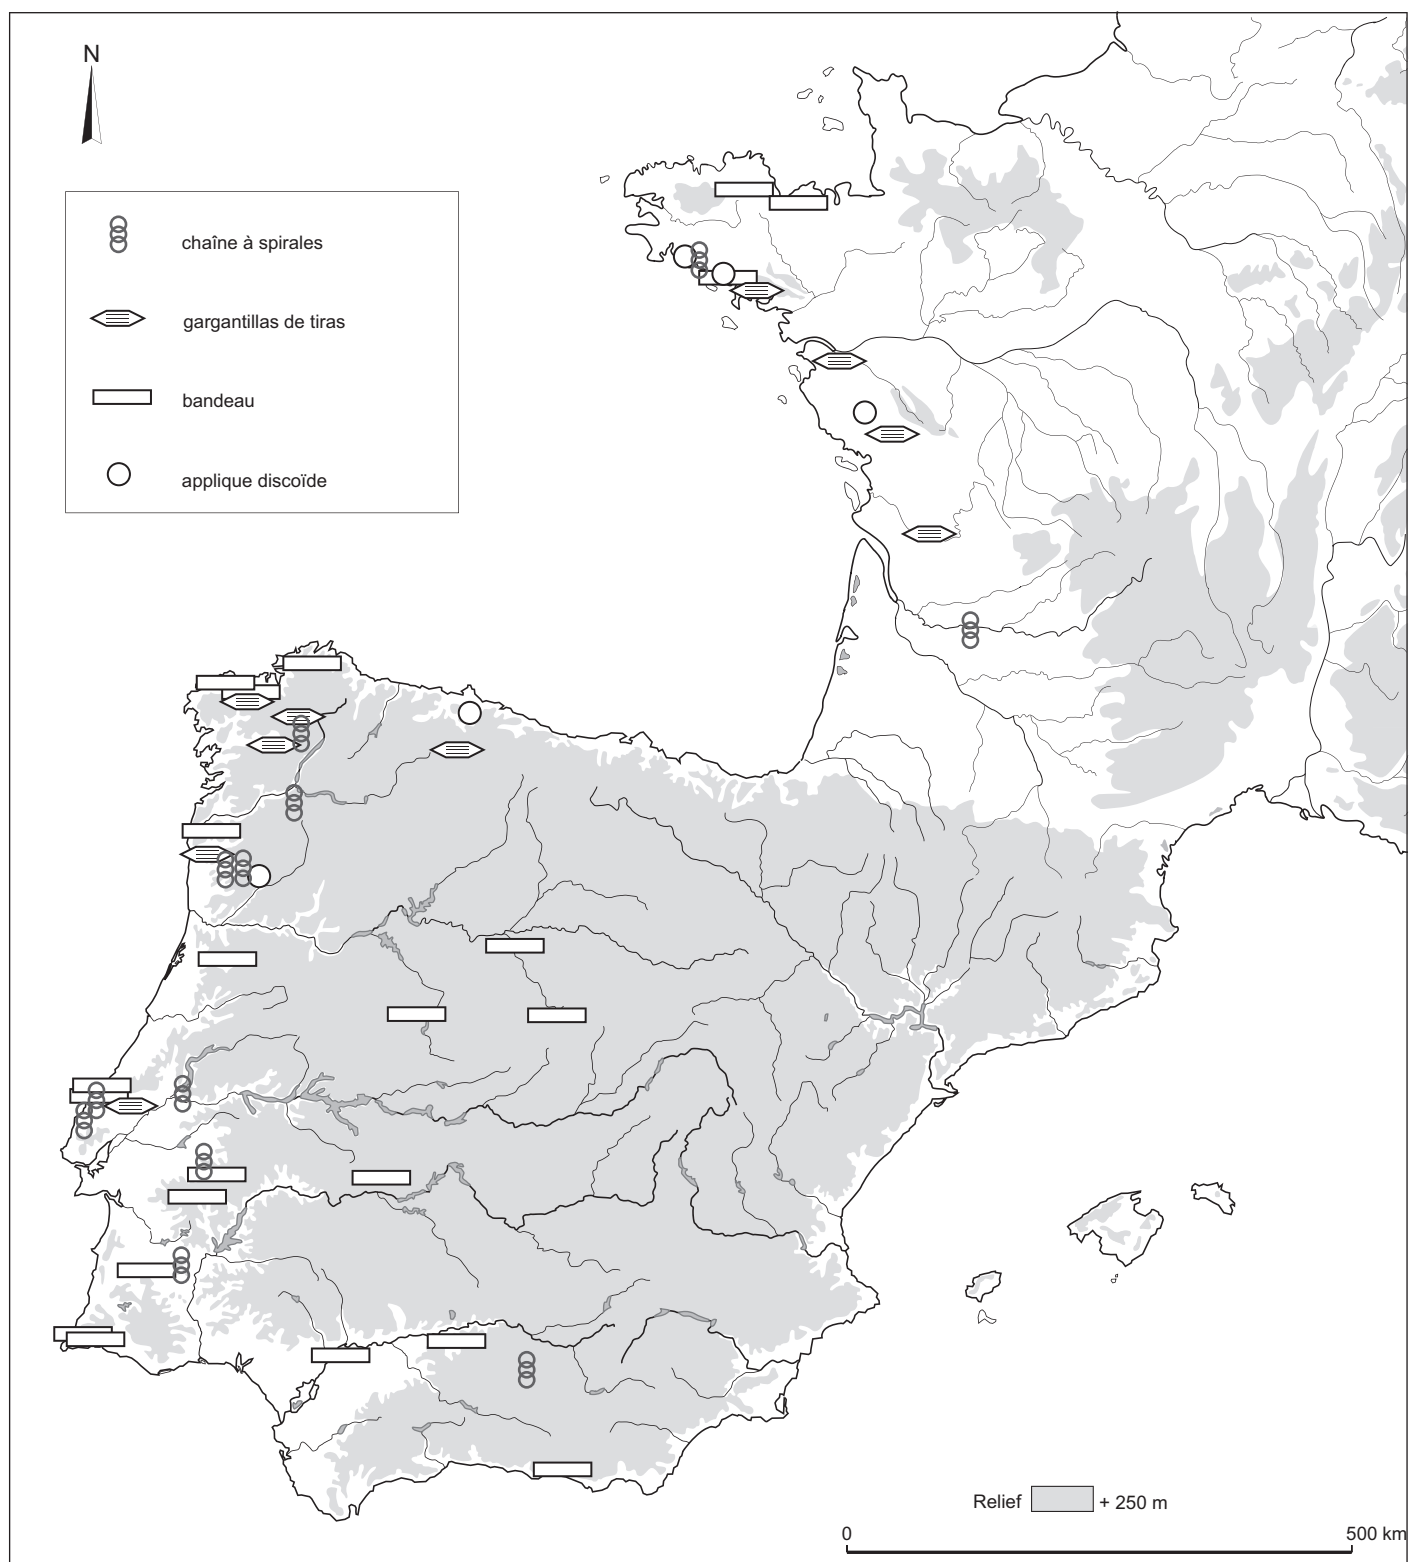 N
chaîne à spirales
gargantillas de tiras
bandeau
applique discoïde
Relief + 250 m
0 500 km